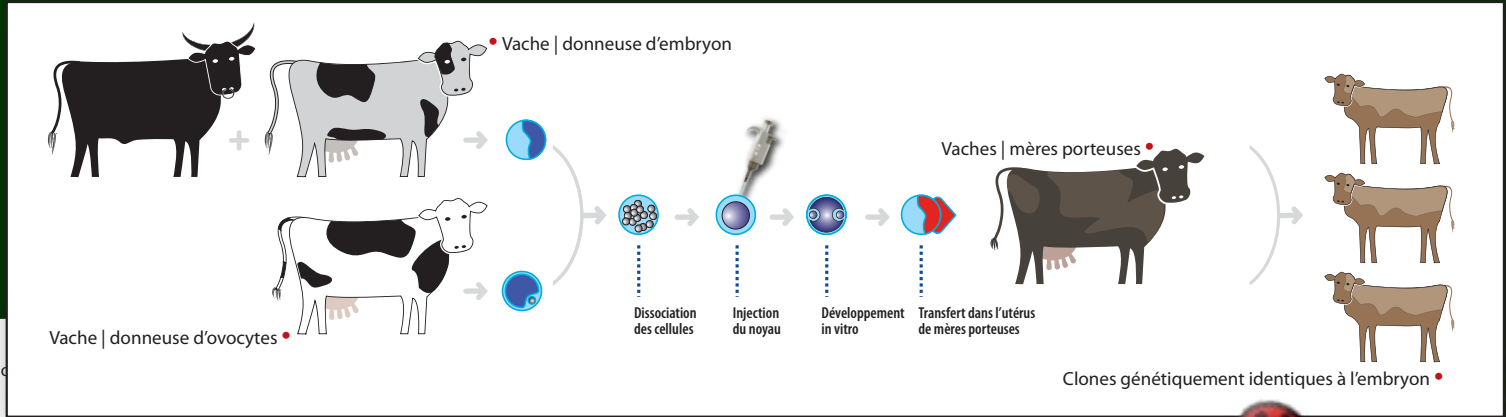 • Vache | donneuse d’embryon
Vaches | mères porteuses •
Dissociation
des cellules
Injection
du noyau
Développement
in vitro
Transfert dans l’utérus
de mères porteuses
Vache | donneuse d’ovocytes •
Clones génétiquement identiques à l’embryon •